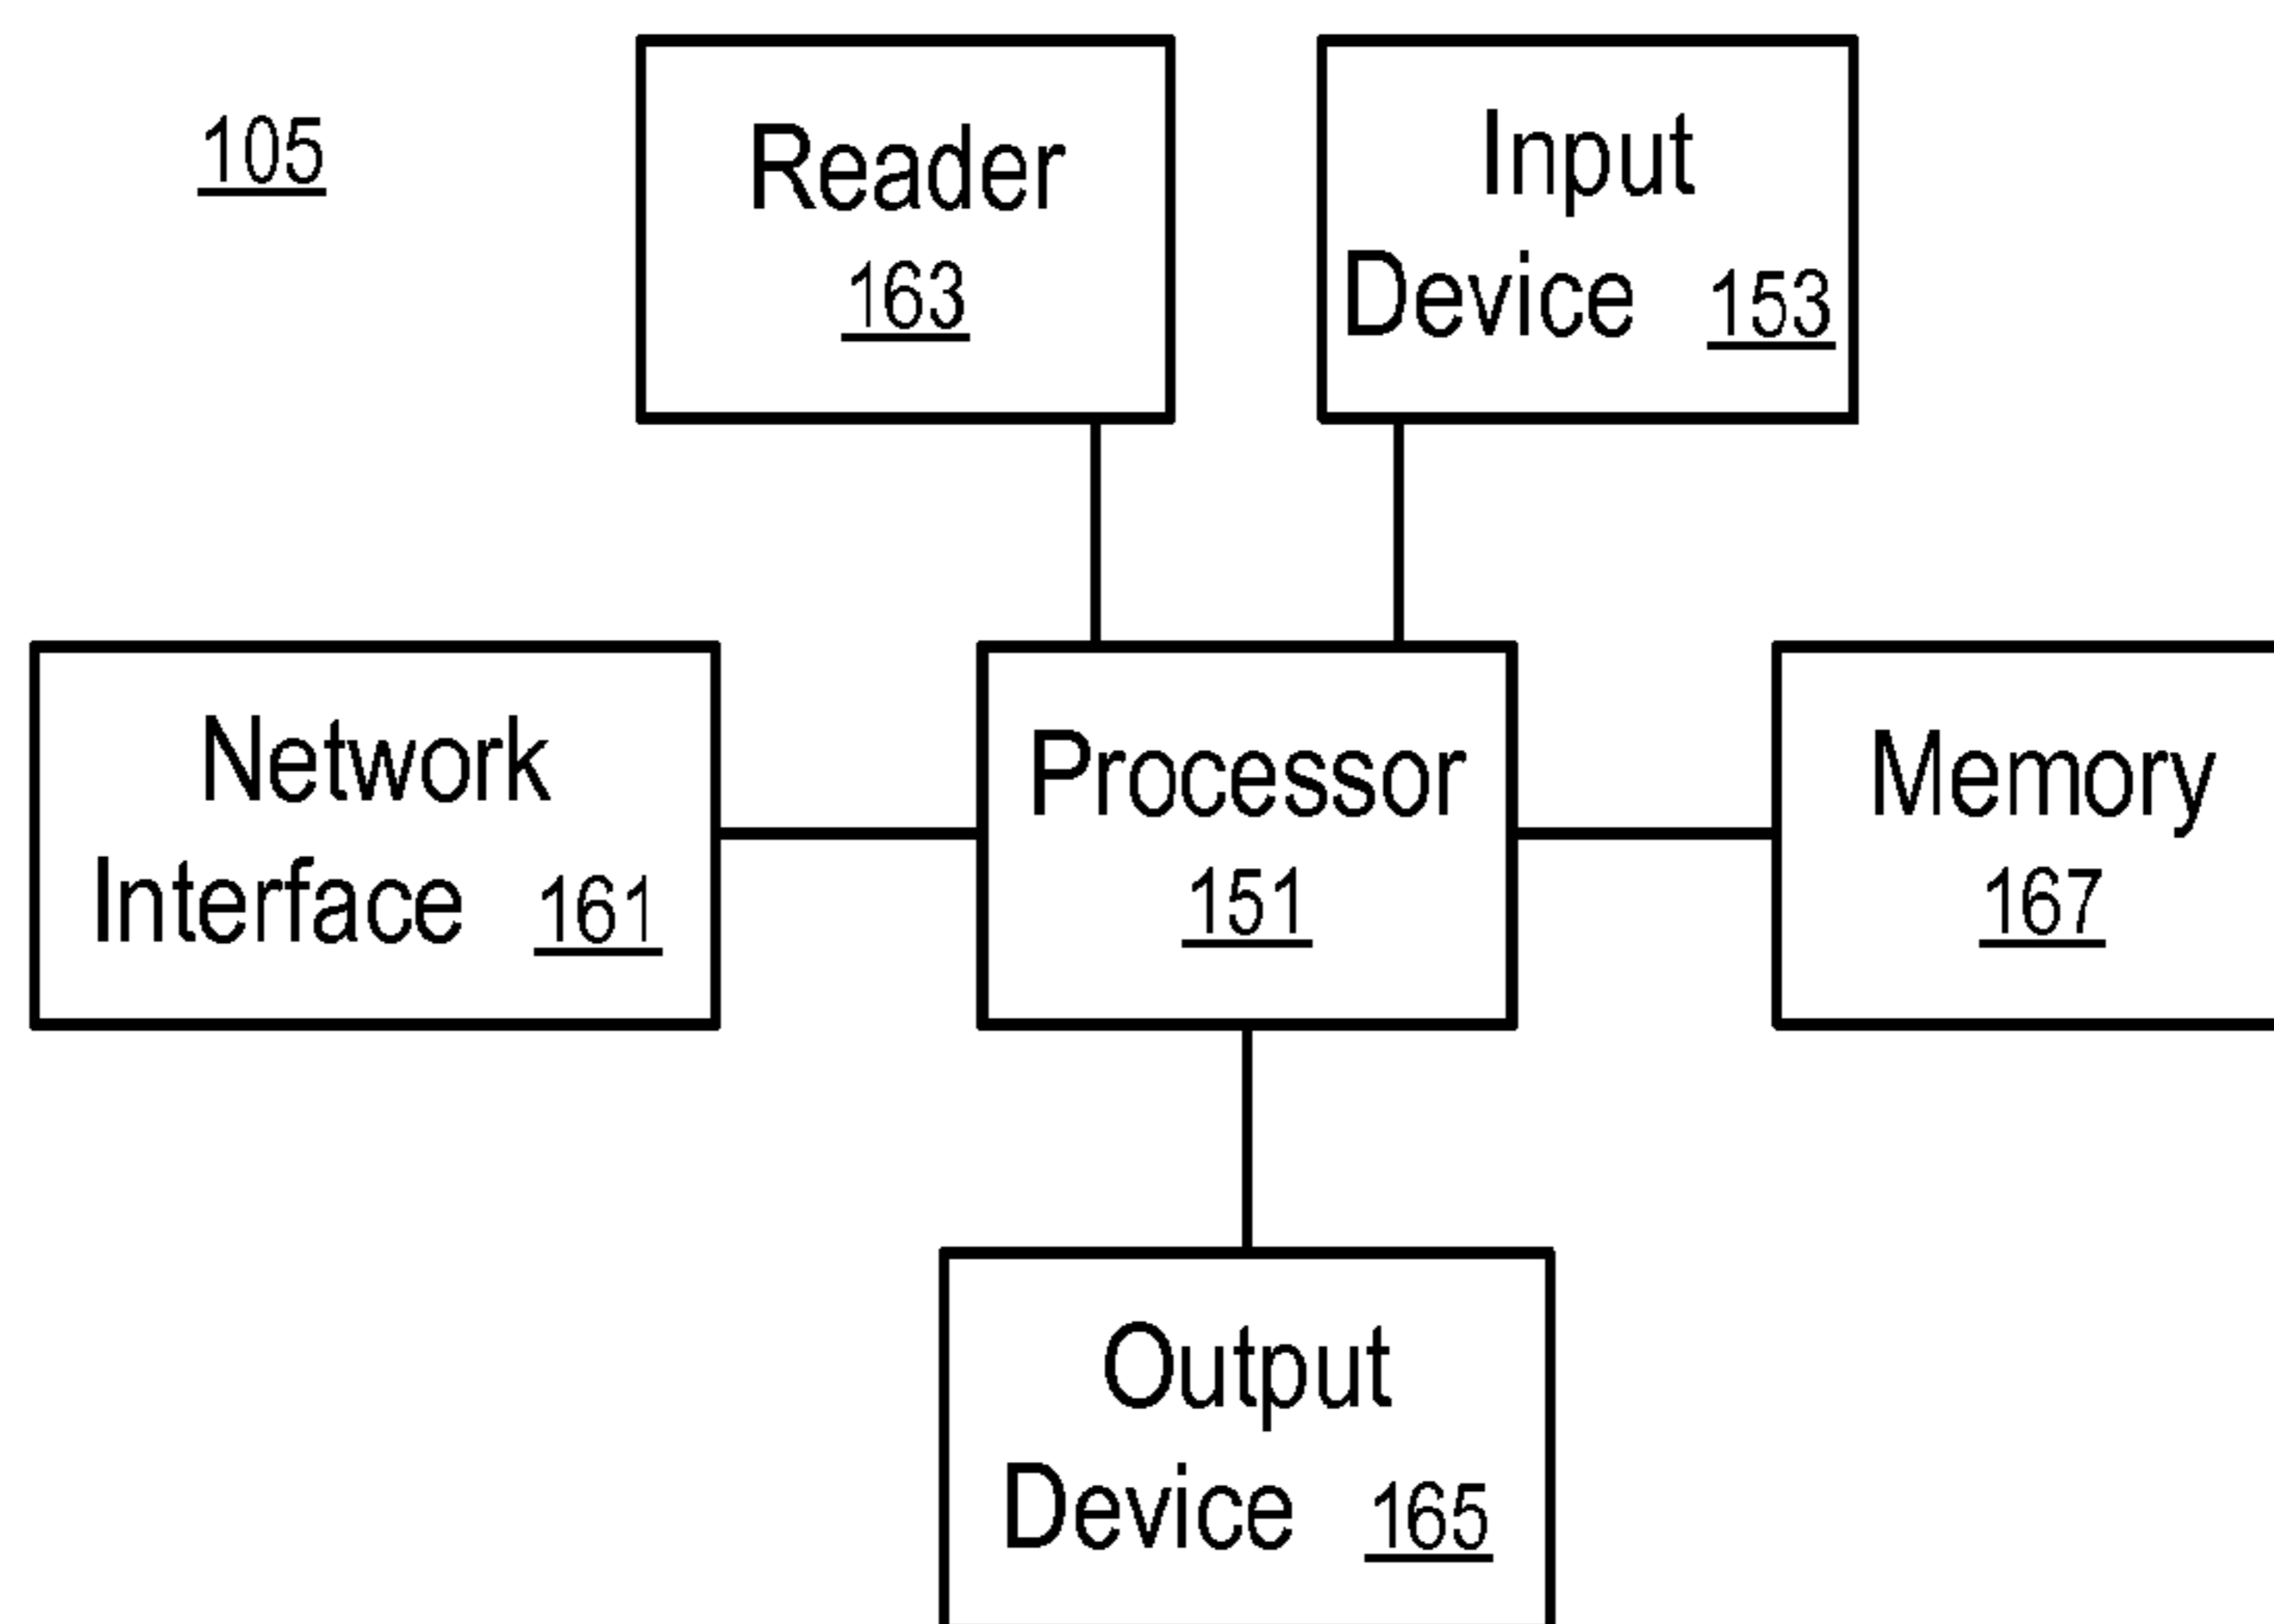 105
Reader
163
Input
Device 153
Network
Interface 161
Processor
151
Memory
167
Output
Device 165